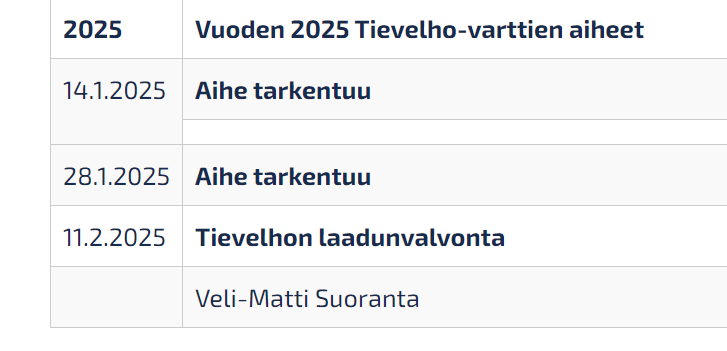 2025 Vuoden 2025 Tievelho-varttien aiheet
14.1.2025 Aihe tarkentuu
28.1.2025 Aihe tarkentuu
11.2.2025 Tievelhon laadunvalvonta
Veli-Matti Suoranta